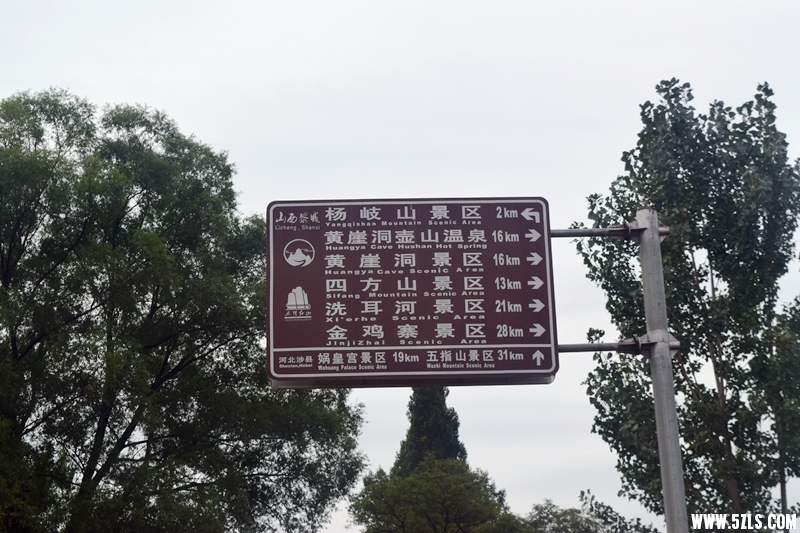 山西黎城
Licheng, Shanxi
杨岐山景区 2km
Yangqishan Mountain Scenic Area
黄崖洞壶山温泉 16km
Huangya Cave Hushan Hot Spring
黄崖洞景区 16km
Huangya Cave Scenic Area
四方山景区 13km
Sifang Mountain Scenic Area
洗耳河景区 21km
Xi'erhe Scenic Area
金鸡寨景区 28km
JinjiZhai Scenic Area
河北涉县 娲皇宫景区 19km 五指山景区 31km
Shexian, Hebei Wahuang Palace Scenic Area Wuzhi Mountain Scenic Area
WWW.5ZLS.COM